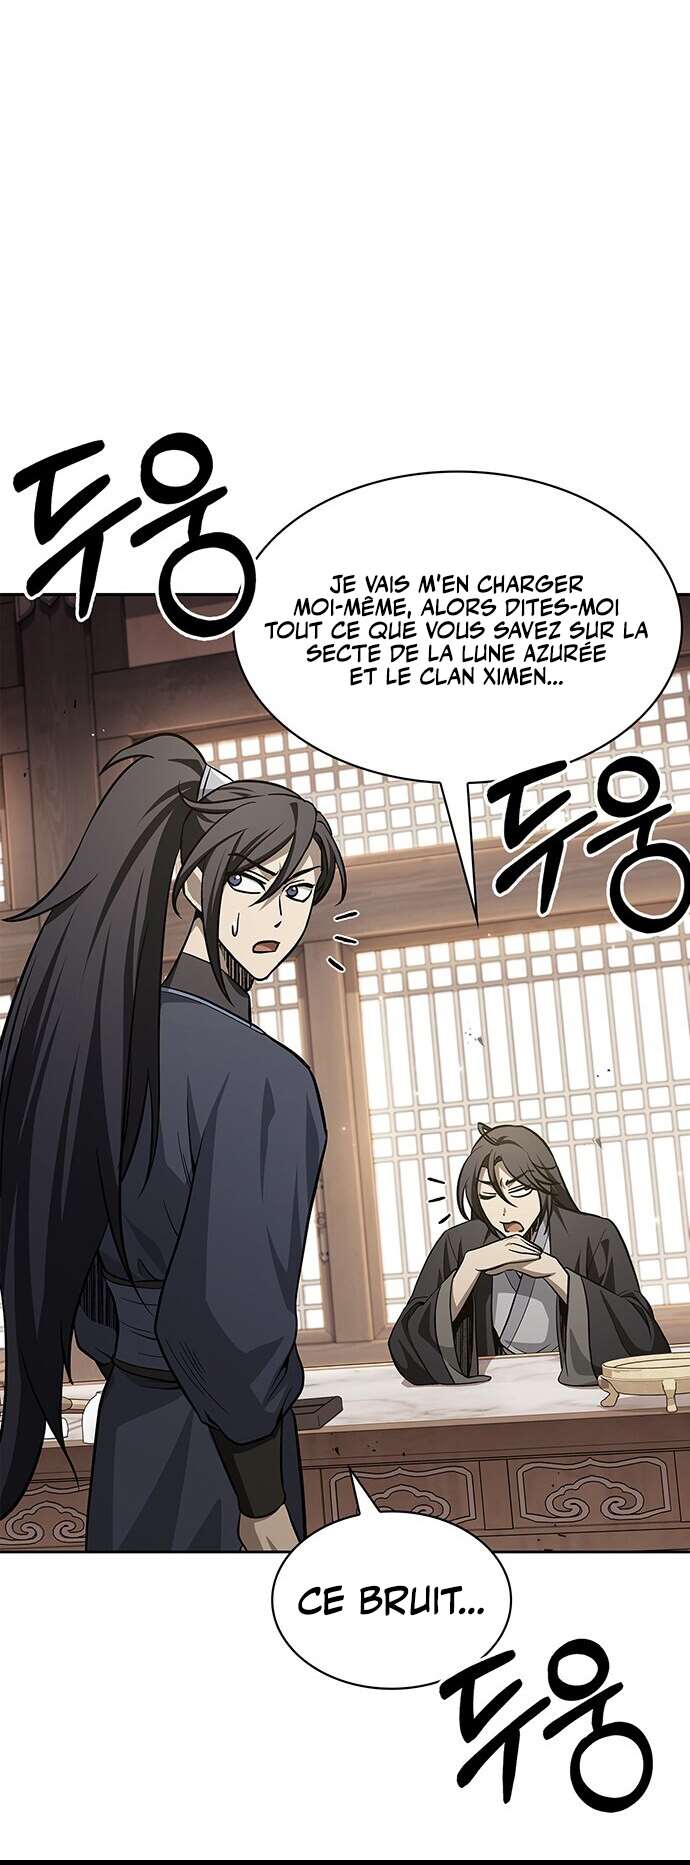 두웅
JE VAIS M'EN CHARGER
MOI-MÊME, ALORS DITES-MOI
TOUT CE QUE VOUS SAVEZ SUR LA
SECTE DE LA LUNE AZURÉE
ET LE CLAN XIMEN...
두웅
CE BRUIT...
두웅